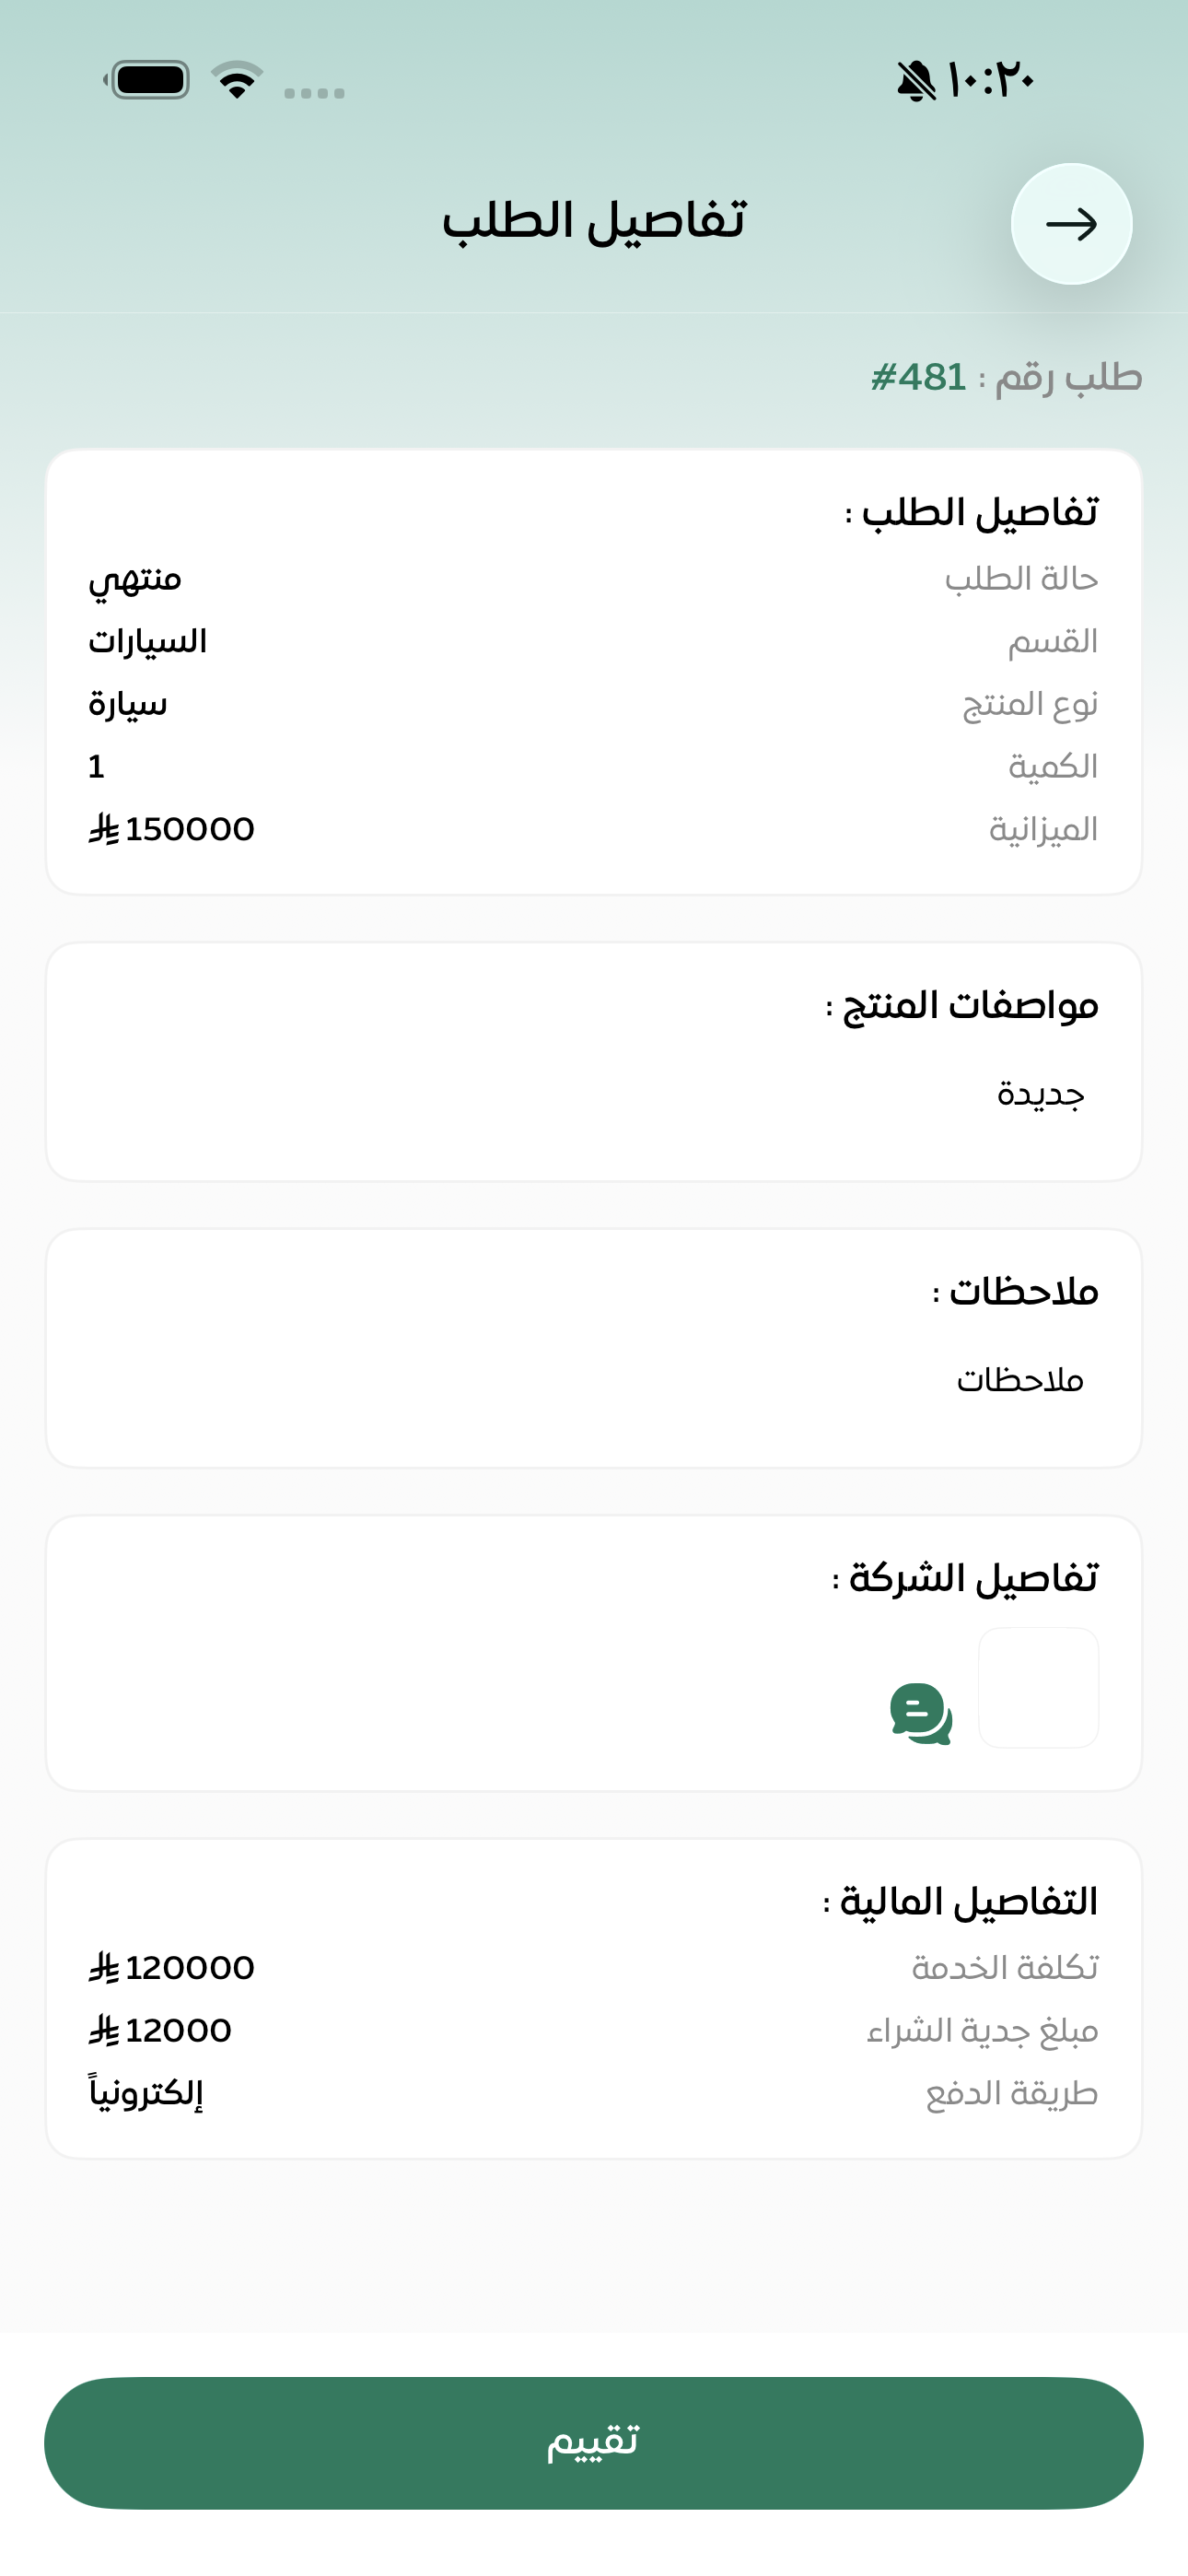 ١٠:٢٠
تفاصيل الطلب
طلب رقم : #481
تفاصيل الطلب :
حالة الطلب منتهي
القسم السيارات
نوع المنتج سيارة
الكمية 1
الميزانية 150000 ⃁
مواصفات المنتج :
جديدة
ملاحظات :
ملاحظات
تفاصيل الشركة :
التفاصيل المالية :
تكلفة الخدمة 120000 ⃁
مبلغ جدية الشراء 12000 ⃁
طريقة الدفع إلكترونياً
تقييم